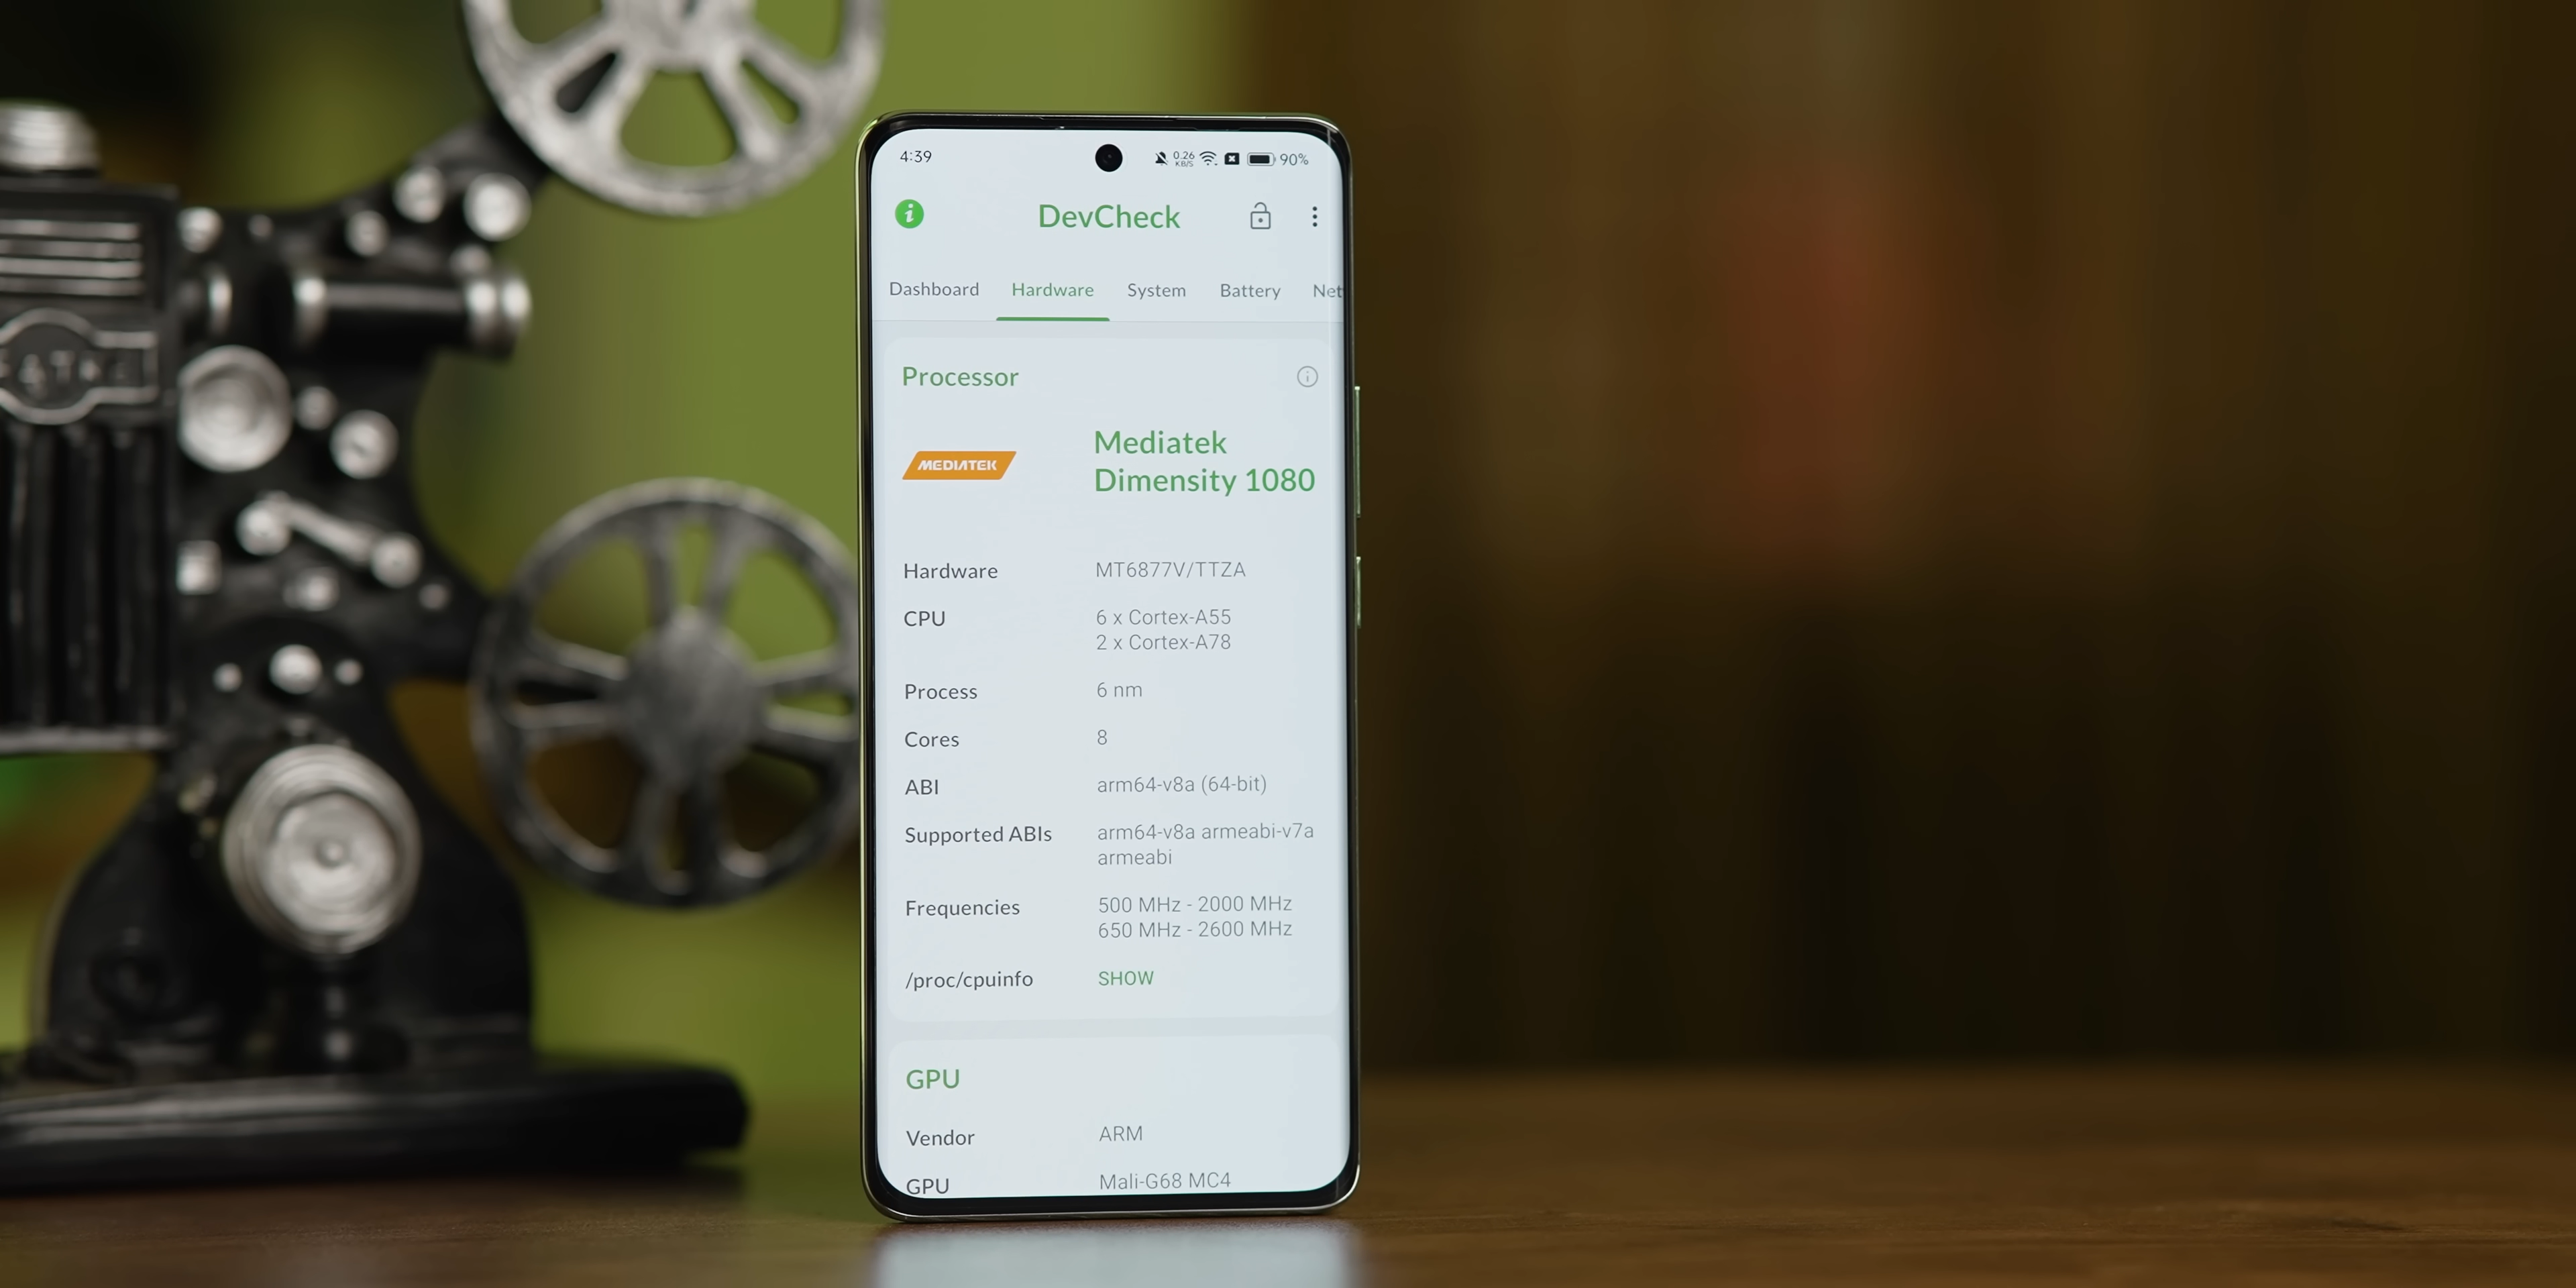 4:39 0.26 KB/S 90%
DevCheck
Dashboard Hardware System Battery Net
Processor
MEDIATEK
Mediatek
Dimensity 1080
Hardware MT6877V/TTZA
CPU 6 x Cortex-A55
2 x Cortex-A78
Process 6 nm
Cores 8
ABI arm64-v8a (64-bit)
Supported ABIs arm64-v8a armeabi-v7a
armeabi
Frequencies 500 MHz - 2000 MHz
650 MHz - 2600 MHz
/proc/cpuinfo SHOW
GPU
Vendor ARM
GPU Mali-G68 MC4